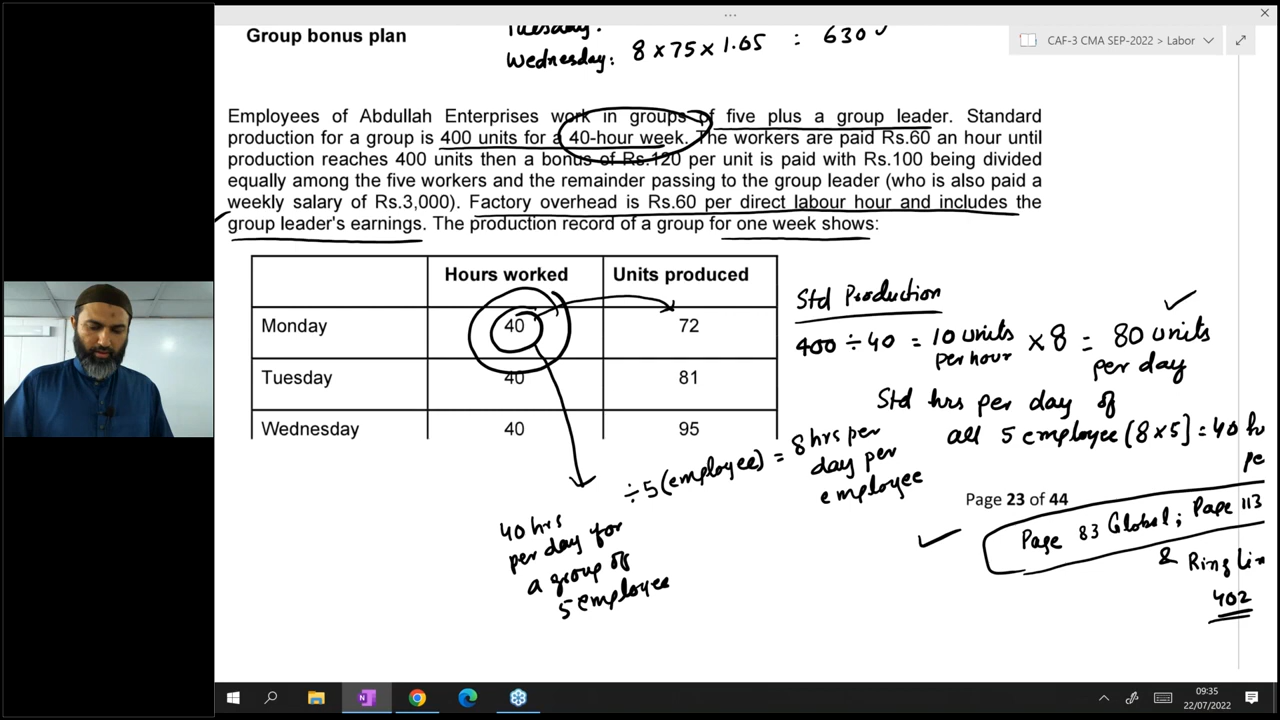 Tuesday:
Group bonus plan
Wednesday: 8 x 75 x 1.05 : 630
CAF-3 CMA SEP-2022 > Labor
Employees of Abdullah Enterprises work in groups of five plus a group leader. Standard
production for a group is 400 units for a 40-hour week. The workers are paid Rs.60 an hour until
production reaches 400 units then a bonus of Rs.120 per unit is paid with Rs.100 being divided
equally among the five workers and the remainder passing to the group leader (who is also paid a
weekly salary of Rs.3,000). Factory overhead is Rs.60 per direct labour hour and includes the
group leader's earnings. The production record of a group for one week shows:
Hours worked Units produced
Monday 40 72
Tuesday 40 81
Wednesday 40 95
Std Production
400 ÷ 40 = 10 units per hour x 8 = 80 units per day
Std hrs per day of
all 5 employee (8 x 5] = 40 h
pe
÷ 5 (employee) = 8 hrs per
day per
employee
40 hrs
per day for
a group of
5 employee
Page 23 of 44
Page 83 Global; Page 113
& Ring Lin
402
09:35
22/07/2022